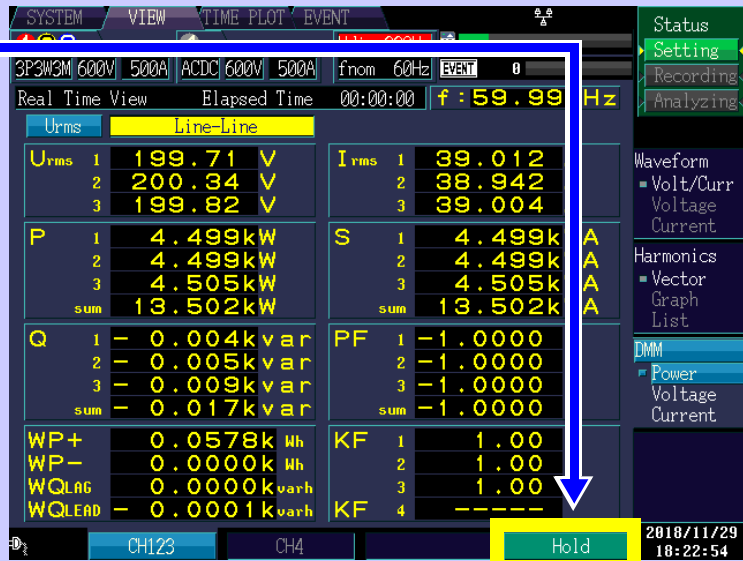 SYSTEM VIEW TIME PLOT EVENT
3P3W3M 600V 500A ACDC 600V 500A fnom 60Hz EVENT 0
Real Time View Elapsed Time 00:00:00 f:59.99 Hz
Urms Line-Line
Urms 1 199.71 V
2 200.34 V
3 199.82 V
Irms 1 39.012
2 38.942
3 39.004
P 1 4.499kW
2 4.499kW
3 4.505kW
sum 13.502kW
S 1 4.499k A
2 4.499k A
3 4.505k A
sum 13.502k A
Q 1 - 0.004kvar
2 - 0.005kvar
3 - 0.009kvar
sum - 0.017kvar
PF 1 -1.0000
2 -1.0000
3 -1.0000
sum -1.0000
WP+ 0.0578k Wh
WP- 0.0000k Wh
WQLAG 0.0000kvarh
WQLEAD - 0.0001kvarh
KF 1 1.00
2 1.00
3 1.00
KF 4 -----
CH123 CH4 Hold
Status
Setting
Recording
Analyzing
Waveform
Volt/Curr
Voltage
Current
Harmonics
Vector
Graph
List
DMM
Power
Voltage
Current
2018/11/29
18:22:54